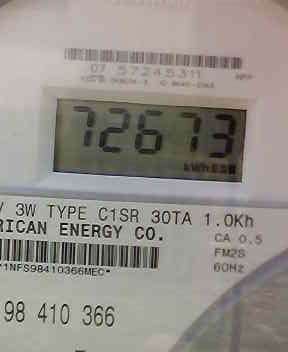 07 57245311
72673
kWh
V 3W TYPE C1SR 30TA 1.0Kh
RICAN ENERGY CO.
CA 0.5
FM2S
60Hz
*1NFS98410366MEC*
98 410 366